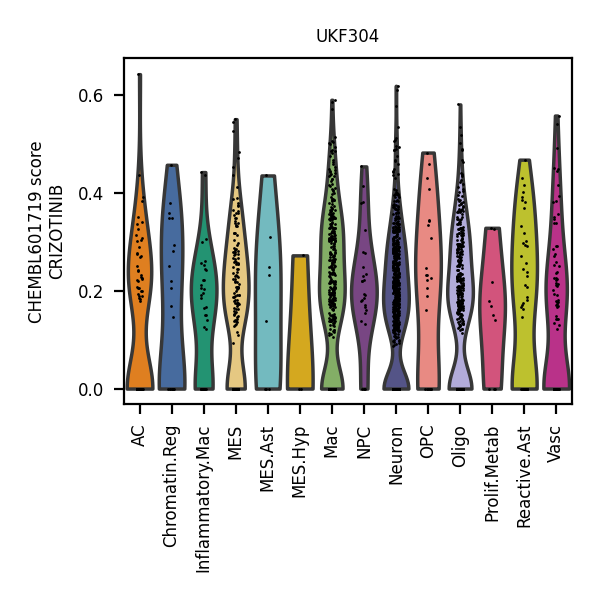 UKF304
CHEMBL601719 score
CRIZOTINIB
0.6
0.4
0.2
0.0
AC
Chromatin.Reg
Inflammatory.Mac
MES
MES.Ast
MES.Hyp
Mac
NPC
Neuron
OPC
Oligo
Prolif.Metab
Reactive.Ast
Vasc